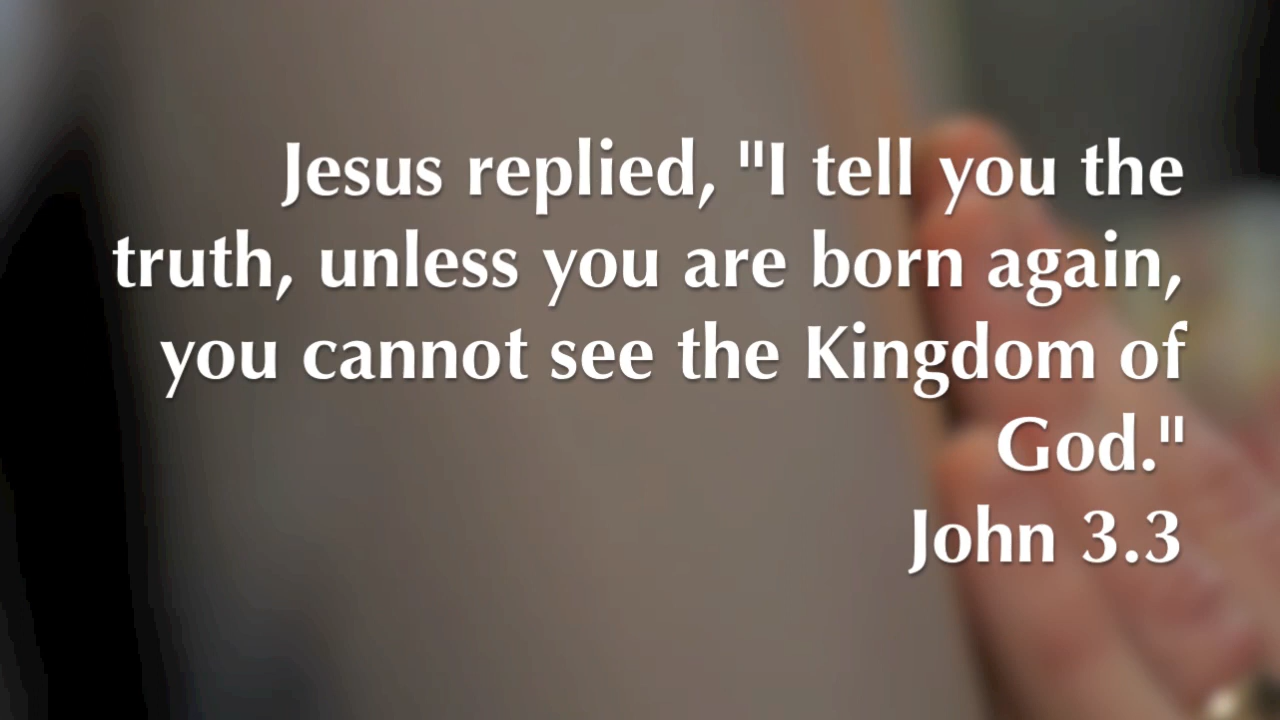 Jesus replied, "I tell you the
truth, unless you are born again,
you cannot see the Kingdom of
God."
John 3.3